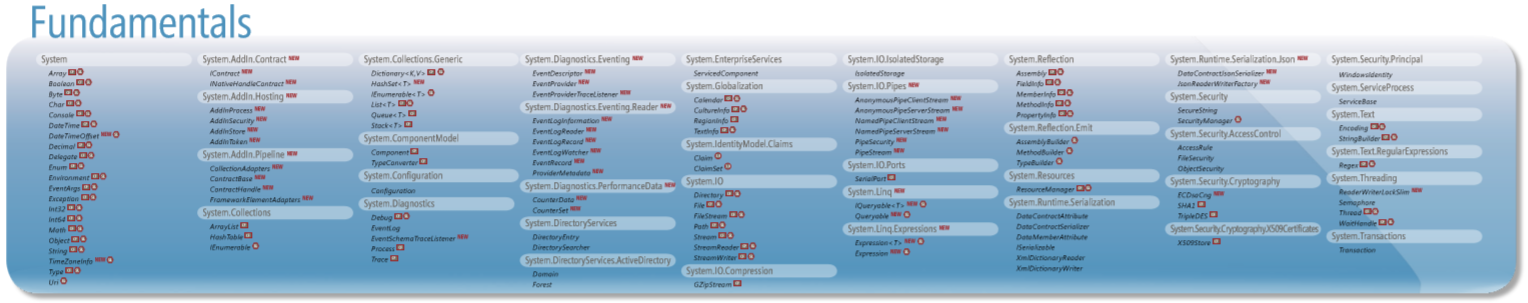 Fundamentals
System
Array
Boolean
Byte
Char
Console
DateTime
DateTimeOffset NEW
Decimal
Delegate
Enum
Environment
EventArgs
Exception
Int32
Int64
Math
Object
String
TimeZoneInfo NEW
Type
Uri
System.AddIn.Contract NEW
IContract NEW
INativeHandleContract NEW
System.AddIn.Hosting NEW
AddInProcess NEW
AddInSecurity NEW
AddInStore NEW
AddInToken NEW
System.AddIn.Pipeline NEW
CollectionAdapters NEW
ContractBase NEW
ContractHandle NEW
FrameworkElementAdapters NEW
System.Collections
ArrayList
HashTable
IEnumerable
System.Collections.Generic
Dictionary<K,V>
HashSet<T> NEW
IEnumerable<T>
List<T>
Queue<T>
Stack<T>
System.ComponentModel
Component
TypeConverter
System.Configuration
Configuration
System.Diagnostics
Debug
EventLog
EventSchemaTraceListener NEW
Process
Trace
System.Diagnostics.Eventing NEW
EventDescriptor NEW
EventProvider NEW
EventProviderTraceListener NEW
System.Diagnostics.Eventing.Reader NEW
EventLogInformation NEW
EventLogReader NEW
EventLogRecord NEW
EventLogWatcher NEW
EventRecord NEW
ProviderMetadata NEW
System.Diagnostics.PerformanceData NEW
CounterData NEW
CounterSet NEW
System.DirectoryServices
DirectoryEntry
DirectorySearcher
System.DirectoryServices.ActiveDirectory
Domain
Forest
System.EnterpriseServices
ServicedComponent
System.Globalization
Calendar
CultureInfo
RegionInfo
TextInfo
System.IdentityModel.Claims
Claim
ClaimSet
System.IO
Directory
File
FileStream
Path
Stream
StreamReader
StreamWriter
System.IO.Compression
GZipStream
System.IO.IsolatedStorage
IsolatedStorage
System.IO.Pipes NEW
AnonymousPipeClientStream NEW
AnonymousPipeServerStream NEW
NamedPipeClientStream NEW
NamedPipeServerStream NEW
PipeSecurity NEW
PipeStream NEW
System.IO.Ports
SerialPort
System.Linq NEW
IQueryable<T> NEW
Queryable NEW
System.Linq.Expressions NEW
Expression<T> NEW
Expression NEW
System.Reflection
Assembly
FieldInfo
MemberInfo
MethodInfo
PropertyInfo
System.Reflection.Emit
AssemblyBuilder
MethodBuilder
TypeBuilder
System.Resources
ResourceManager
System.Runtime.Serialization
DataContractAttribute
DataContractSerializer
DataMemberAttribute
ISerializable
XmlDictionaryReader
XmlDictionaryWriter
System.Runtime.Serialization.Json NEW
DataContractJsonSerializer NEW
JsonReaderWriterFactory NEW
System.Security
SecureString
SecurityManager
System.Security.AccessControl
AccessRule
FileSecurity
ObjectSecurity
System.Security.Cryptography
ECDsaCng NEW
SHA1
TripleDES
System.Security.Cryptography.X509Certificates
X509Store
System.Security.Principal
WindowsIdentity
System.ServiceProcess
ServiceBase
System.Text
Encoding
StringBuilder
System.Text.RegularExpressions
Regex
System.Threading
ReaderWriterLockSlim NEW
Semaphore
Thread
WaitHandle
System.Transactions
Transaction